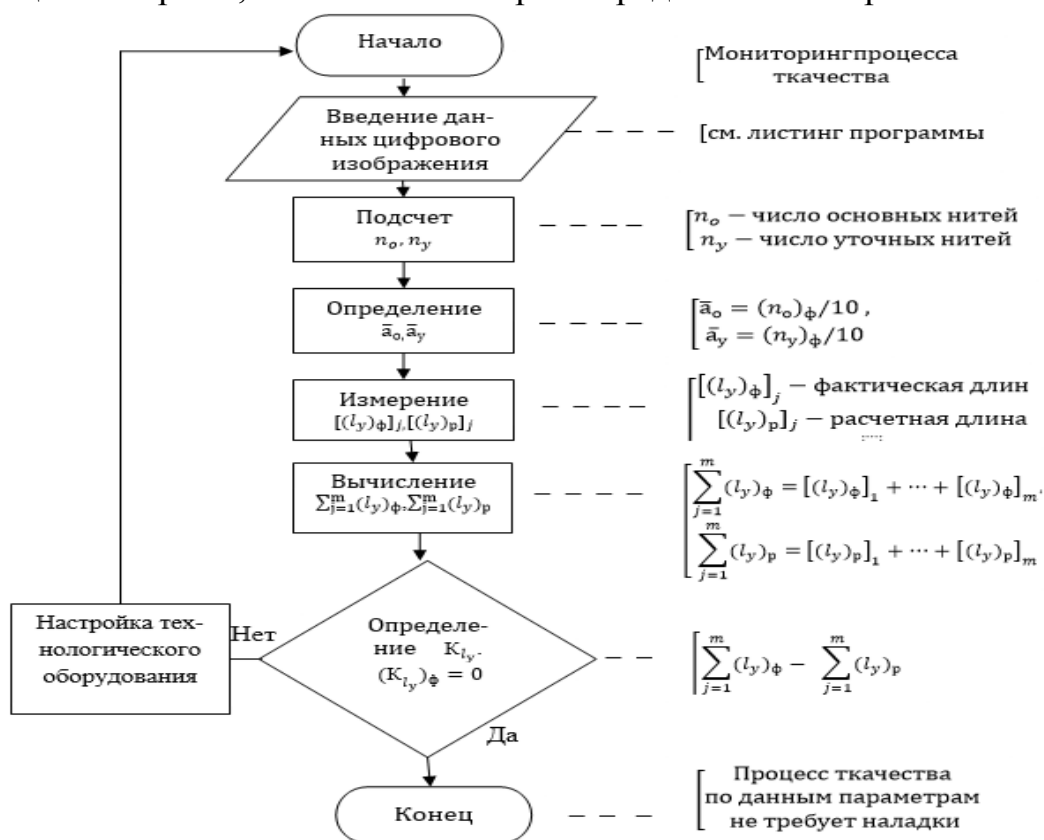 Начало
[Мониторингпроцесса
ткачества
Введение дан-
ных цифрового
изображения
[см. листинг программы
Подсчет
nₒ, n_y
nₒ – число основных нитей
n_y – число уточных нитей
Определение
āₒ,ā_y
āₒ = (nₒ)_ф/10 ,
ā_y = (n_y)_ф/10
Измерение
[(l_y)_ф]_j,[(l_y)_р]_j
[(l_y)_ф]_j – фактическая длин
[(l_y)_р]_j – расчетная длина
Вычисление
∑_{j=1}^{m}(l_y)_ф,∑_{j=1}^{m}(l_y)_р
∑_{j=1}^{m}(l_y)_ф = [(l_y)_ф]_1 + ⋯ + [(l_y)_ф]_m,
∑_{j=1}^{m}(l_y)_р = [(l_y)_р]_1 + ⋯ + [(l_y)_р]_m
Настройка тех-
нологического
оборудования
Нет
Определе-
ние К_{l_y}.
(К_{l_y})_ф = 0
∑_{j=1}^{m}(l_y)_ф − ∑_{j=1}^{m}(l_y)_р
Да
Конец
Процесс ткачества
по данным параметрам
не требует наладки